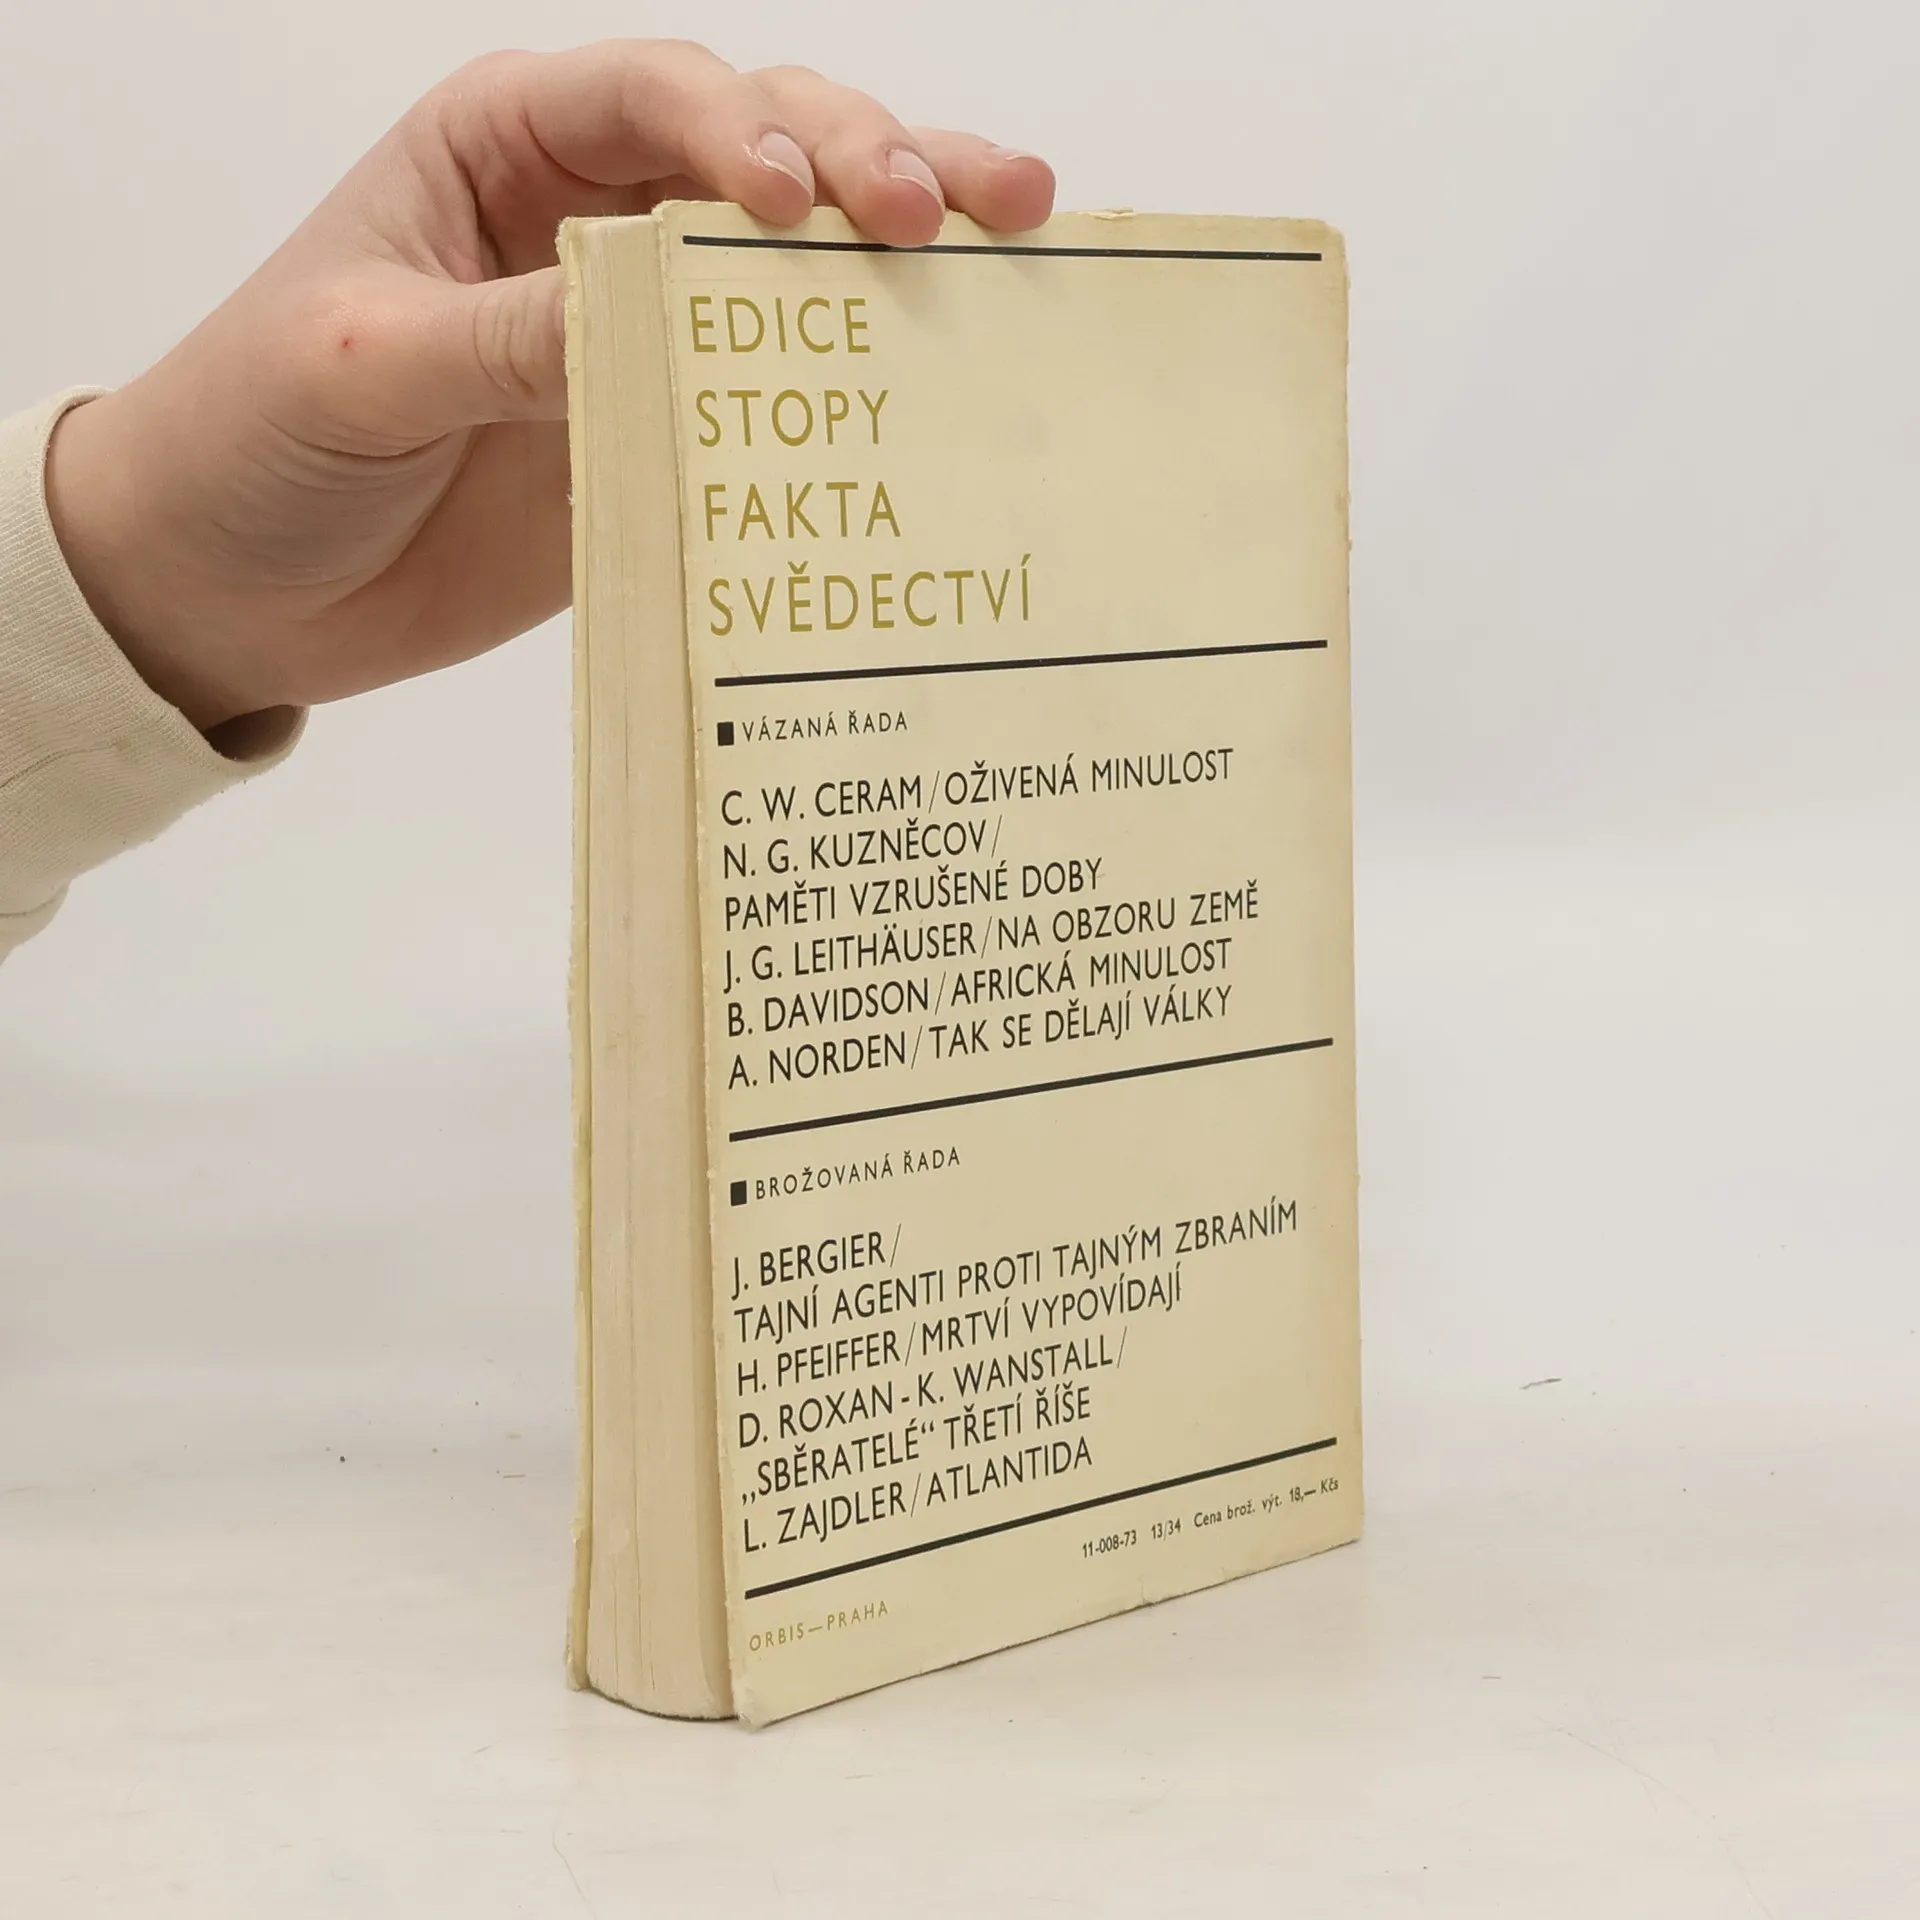 EDICE
STOPY
FAKTA
SVĚDECTVÍ
VÁZANÁ ŘADA
C. W. CERAM/OŽIVENÁ MINULOST
N. G. KUZNĚCOV/
PAMĚTI VZRUŠENÉ DOBY
J. G. LEITHÄUSER/NA OBZORU ZEMĚ
B. DAVIDSON/AFRICKÁ MINULOST
A. NORDEN/TAK SE DĚLAJÍ VÁLKY
BROŽOVANÁ ŘADA
J. BERGIER/
TAJNÍ AGENTI PROTI TAJNÝM ZBRANÍM
H. PFEIFFER/MRTVÍ VYPOVÍDAJÍ
D. ROXAN-K. WANSTALL/
„SBĚRATELÉ“ TŘETÍ ŘÍŠE
L. ZAJDLER/ATLANTIDA
11-008-73 13/34 Cena brož. výt. 18,— Kčs
ORBIS—PRAHA